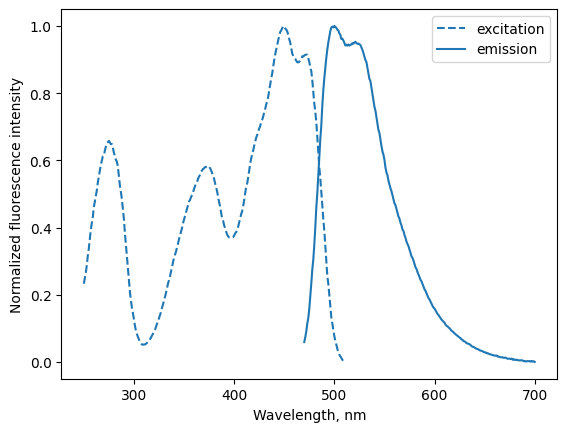 excitation
emission
1.0
0.8
0.6
0.4
0.2
0.0
Normalized fluorescence intensity
300 400 500 600 700
Wavelength, nm